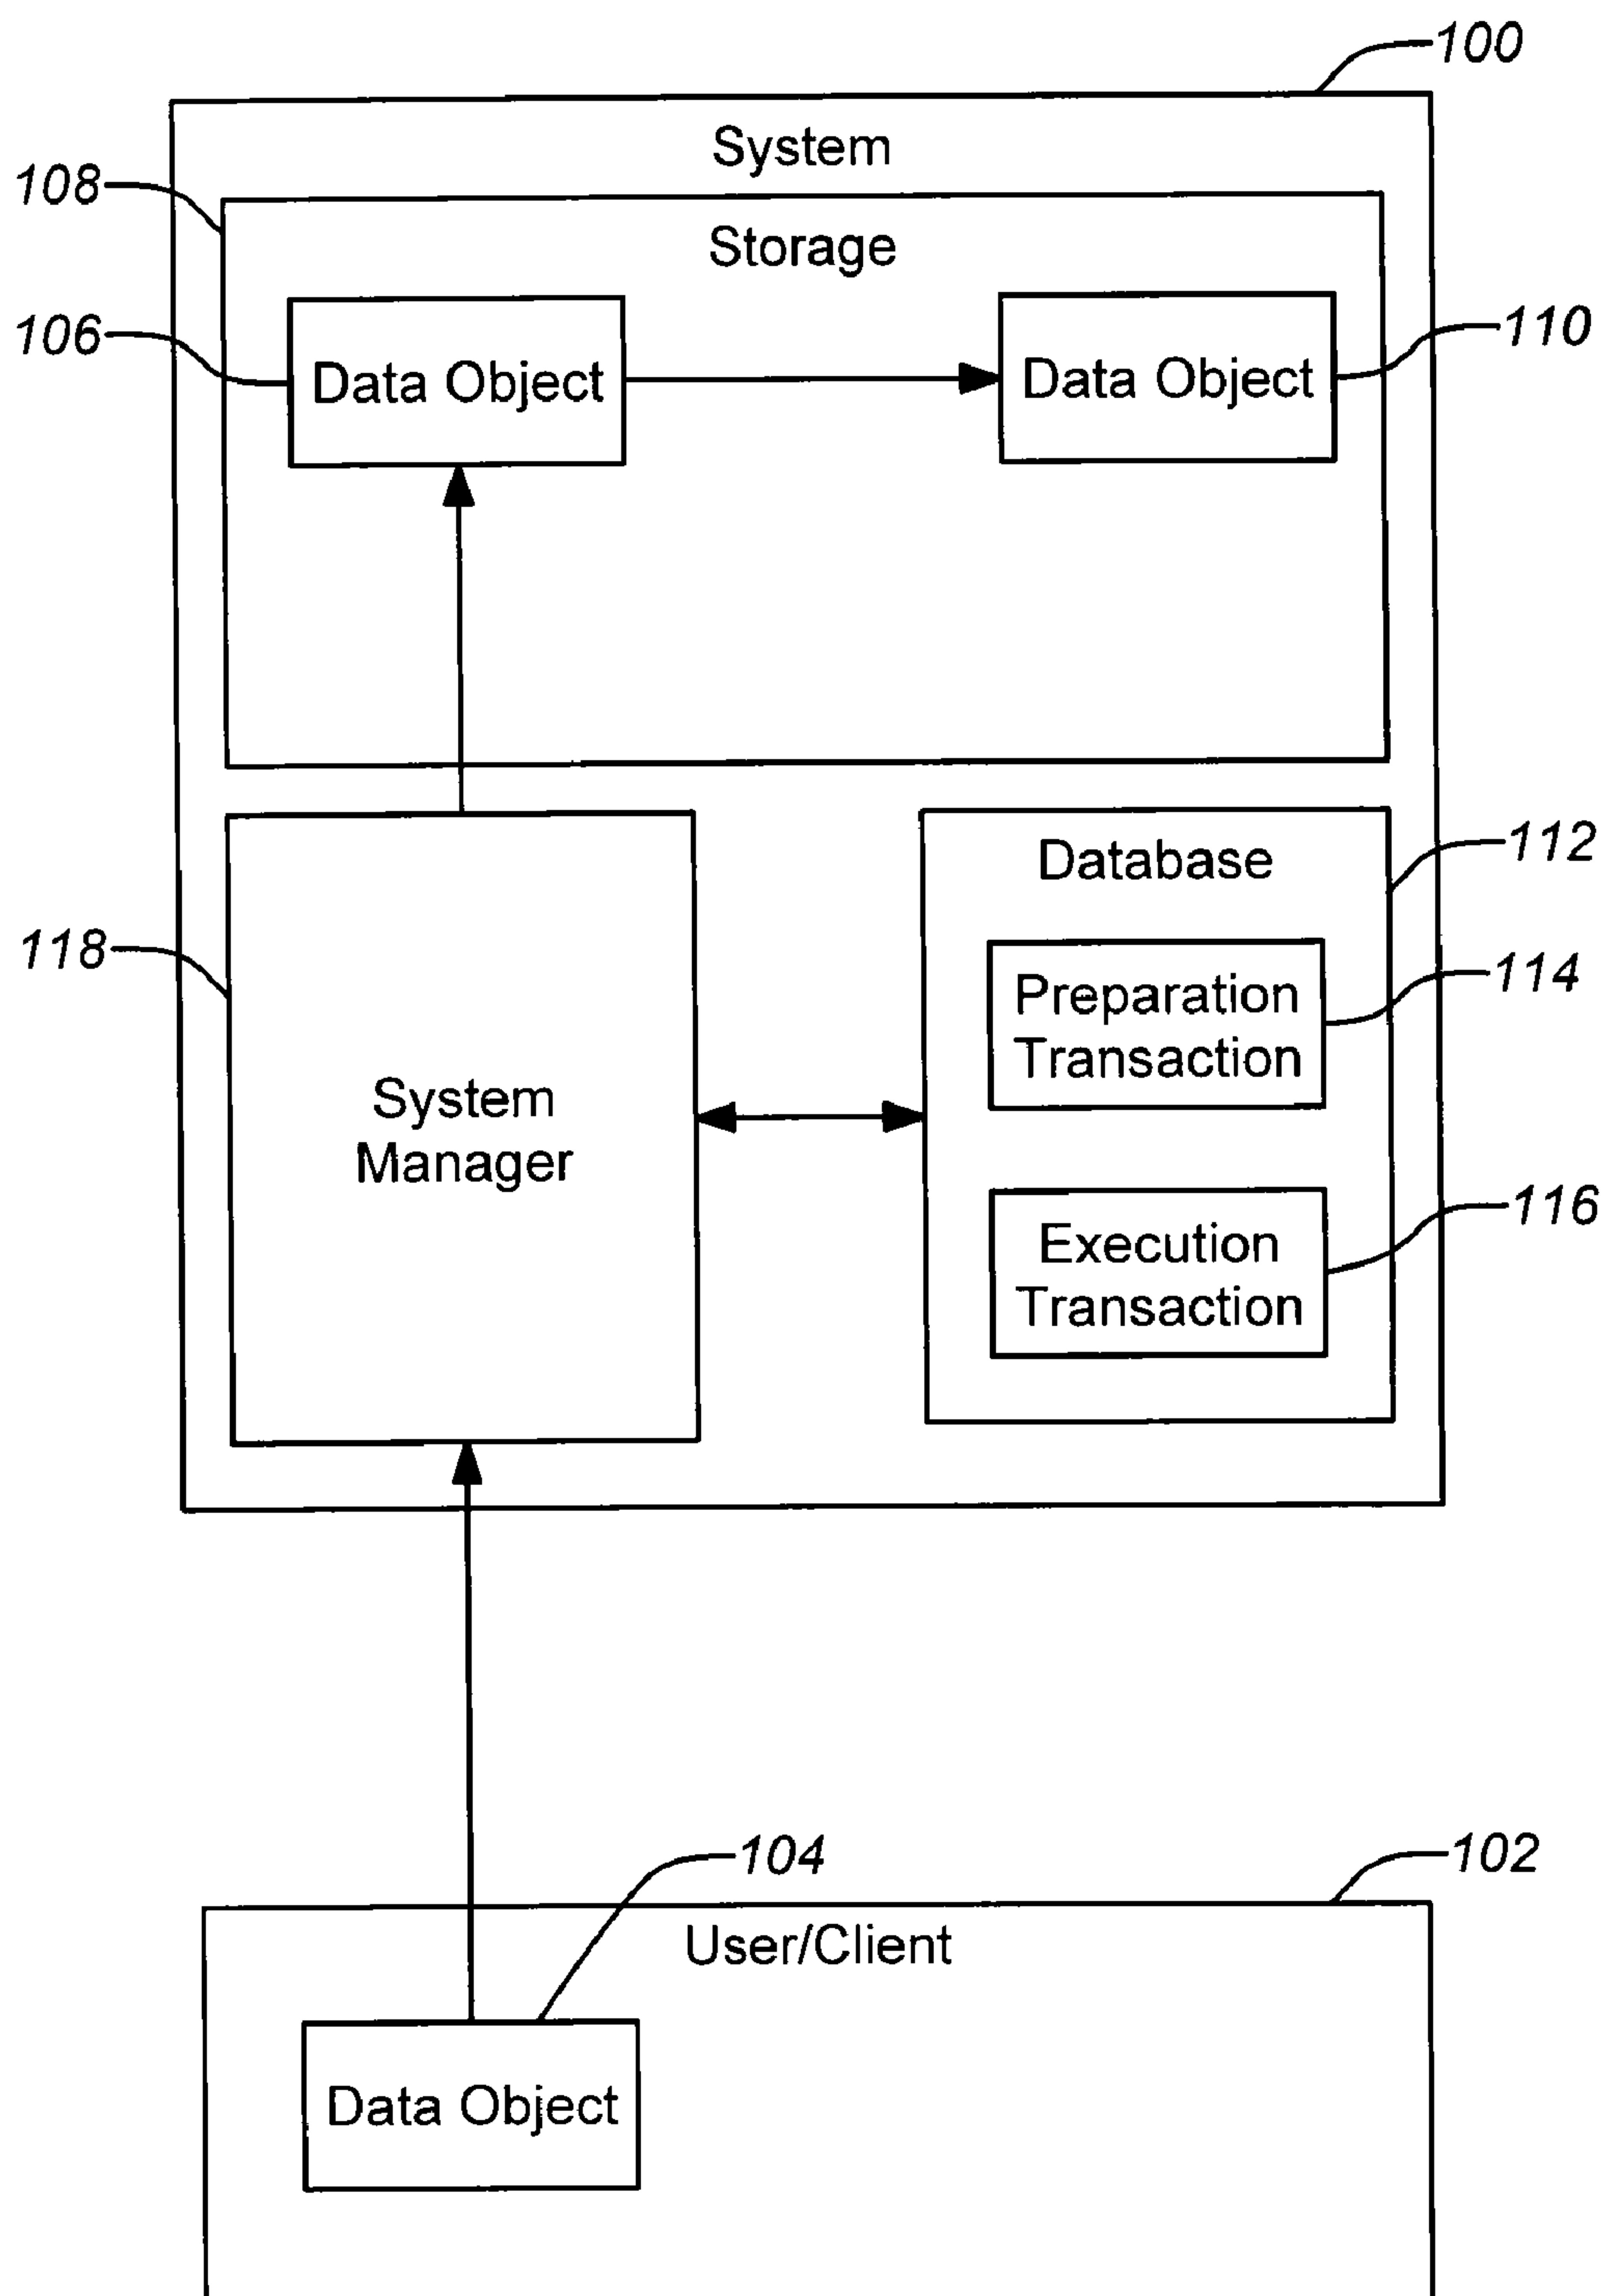 100
System
108
Storage
106
Data Object
Data Object
110
112
Database
118
Preparation
Transaction
114
System
Manager
Execution
Transaction
116
104
102
User/Client
Data Object